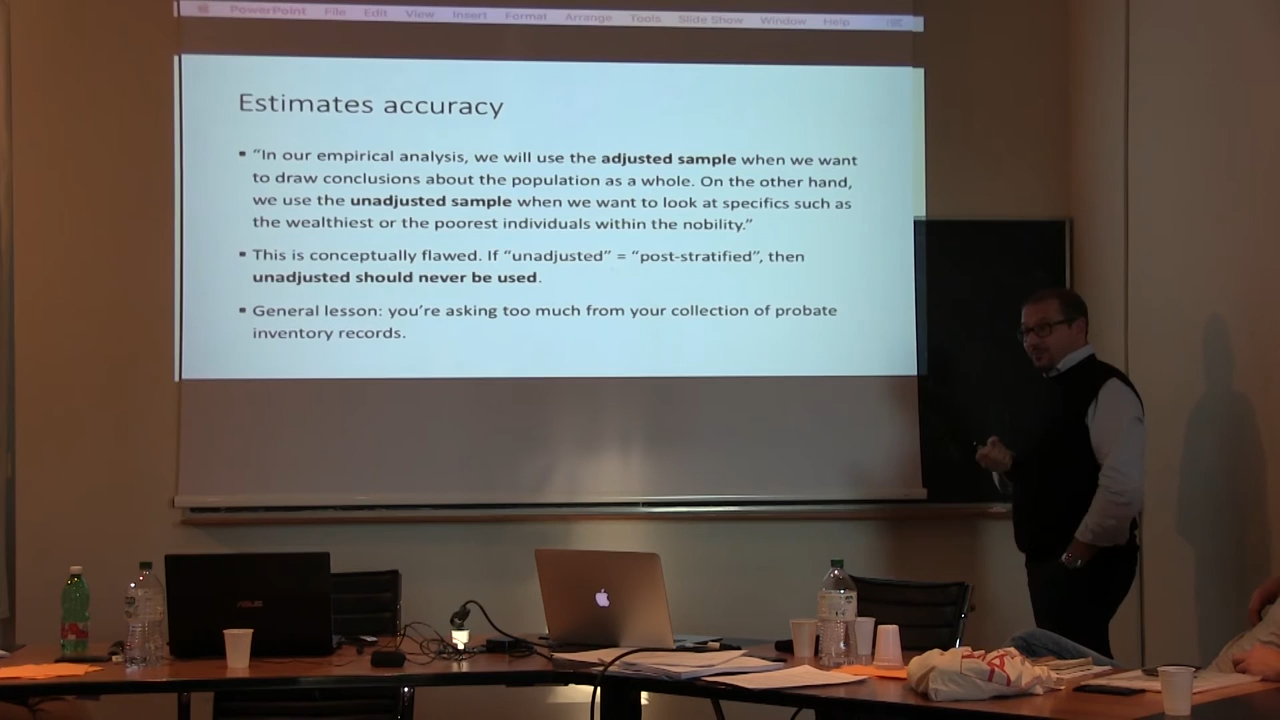 PowerPoint File Edit View Insert Format Arrange Tools Slide Show Window Help
Estimates accuracy
▪ “In our empirical analysis, we will use the adjusted sample when we want
to draw conclusions about the population as a whole. On the other hand,
we use the unadjusted sample when we want to look at specifics such as
the wealthiest or the poorest individuals within the nobility.”
▪ This is conceptually flawed. If “unadjusted” = “post-stratified”, then
unadjusted should never be used.
▪ General lesson: you’re asking too much from your collection of probate
inventory records.
ASUS